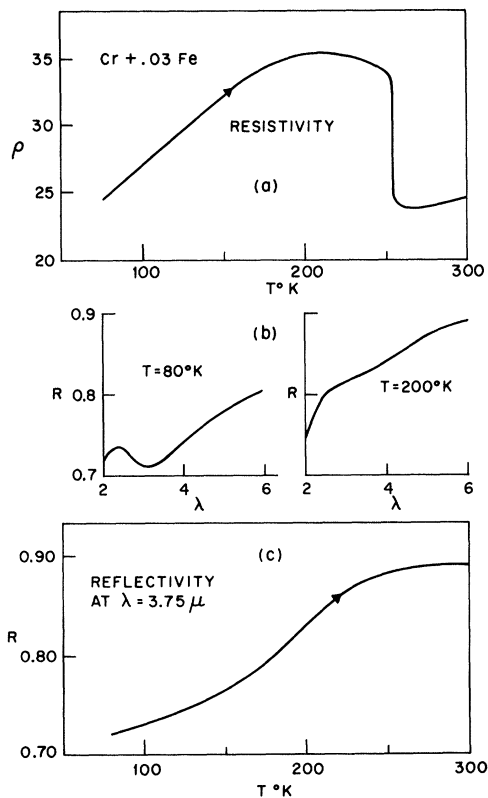 Cr + .03 Fe
35
30
ρ
RESISTIVITY
(a)
25
20
100 200 300
T°K
0.9
(b)
T=80°K
R 0.8 R T=200°K
0.7
2 4 6 2 4 6
λ λ
(c)
0.90
REFLECTIVITY
AT λ = 3.75 μ
R
0.80
0.70
100 200 300
T °K